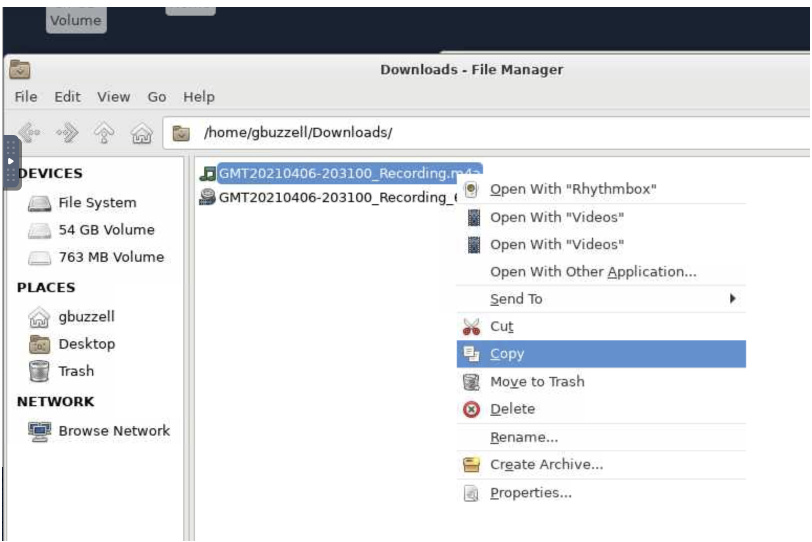 Volume
Downloads - File Manager
File Edit View Go Help
/home/gbuzzell/Downloads/
DEVICES
File System
54 GB Volume
763 MB Volume
PLACES
gbuzzell
Desktop
Trash
NETWORK
Browse Network
GMT20210406-203100_Recording.m4a
GMT20210406-203100_Recording_
Open With "Rhythmbox"
Open With "Videos"
Open With "Videos"
Open With Other Application...
Send To
Cut
Copy
Move to Trash
Delete
Rename...
Create Archive...
Properties...